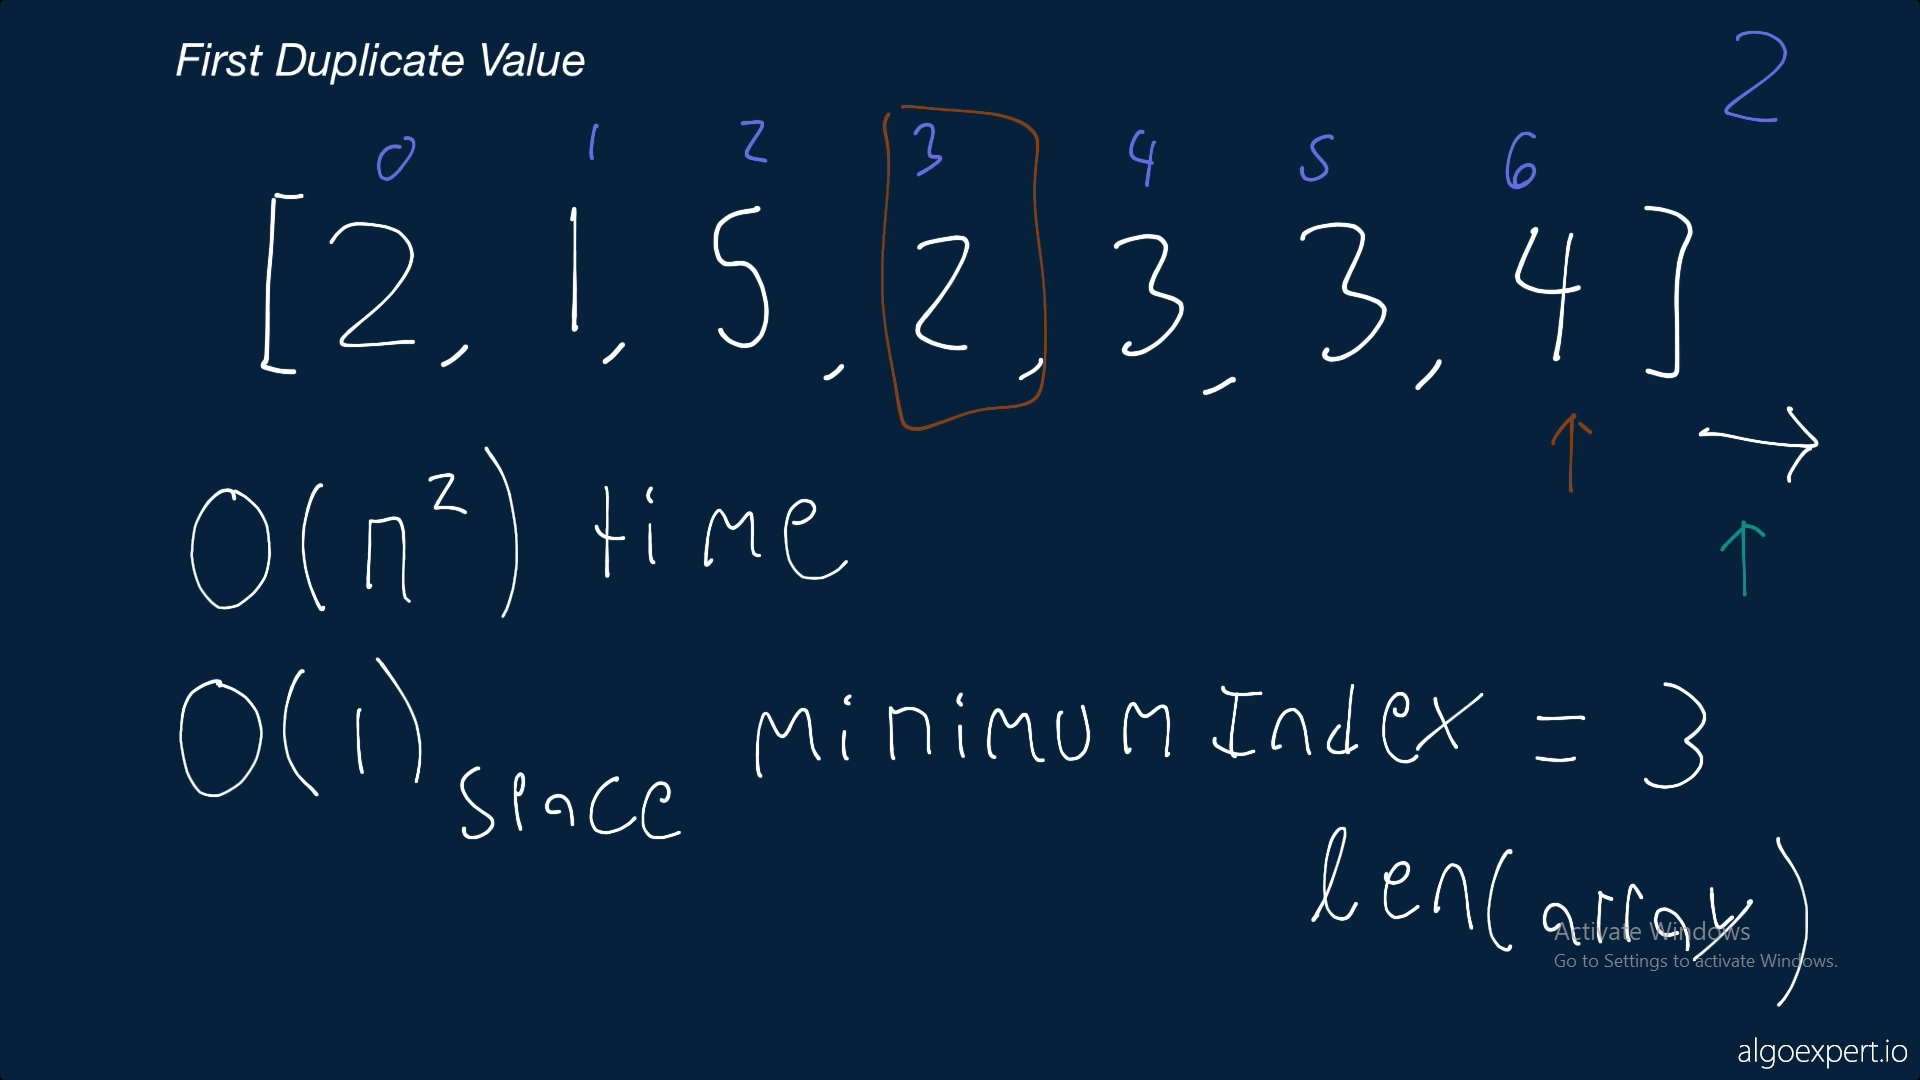 First Duplicate Value
2
0 1 2 3 4 5 6
[2, 1, 5, 2, 3, 3, 4]
O(n²) time
O(1) space
minimumIndex = 3
len(array)
Activate Windows
Go to Settings to activate Windows.
algoexpert.io